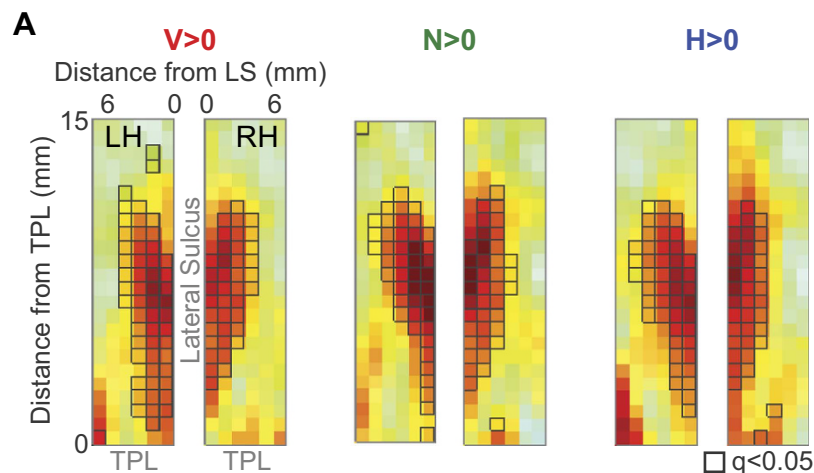 A
V>0 N>0 H>0
Distance from LS (mm)
6 0 0 6
15
LH RH
Distance from TPL (mm)
Lateral Sulcus
0
TPL TPL
q<0.05